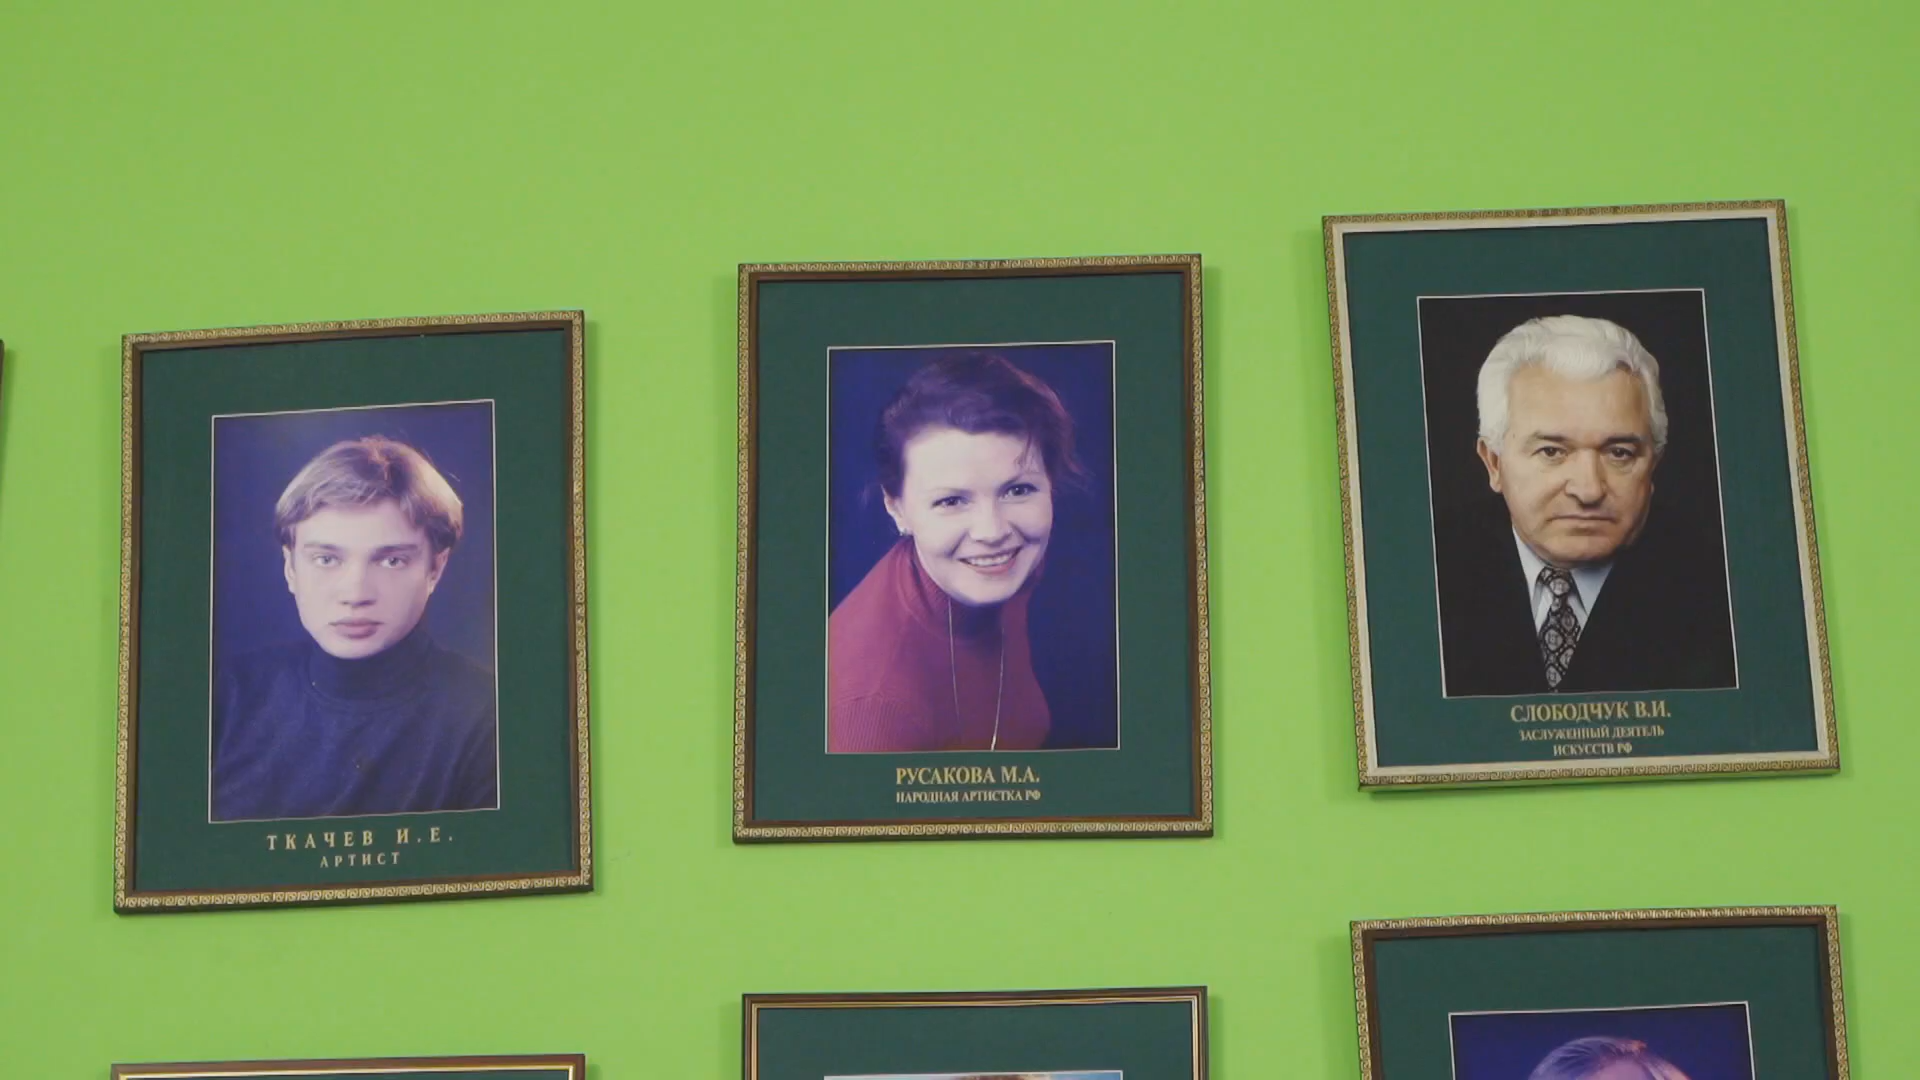 ТКАЧЕВ И.Е.
АРТИСТ
РУСАКОВА М.А.
НАРОДНАЯ АРТИСТКА РФ
СЛОБОДЧУК В.И.
ЗАСЛУЖЕННЫЙ ДЕЯТЕЛЬ
ИСКУССТВ РФ